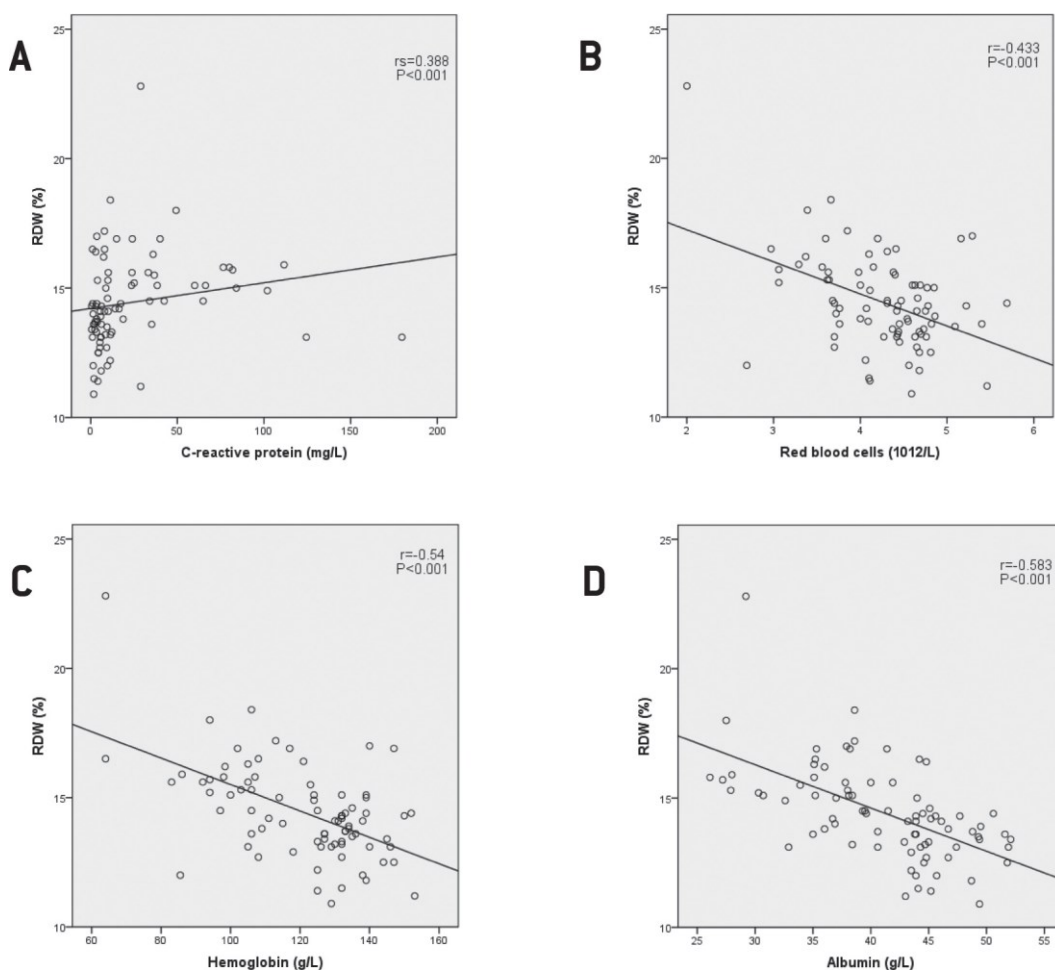 A
25
20
15
10
RDW (%)
rs=0.388
P<0.001
0
50
100
150
200
C-reactive protein (mg/L)
B
25
20
15
10
RDW (%)
r=-0.433
P<0.001
2
3
4
5
6
Red blood cells (1012/L)
C
25
20
15
10
RDW (%)
r=-0.54
P<0.001
60
80
100
120
140
160
Hemoglobin (g/L)
D
25
20
15
10
RDW (%)
r=-0.583
P<0.001
25
30
35
40
45
50
55
Albumin (g/L)